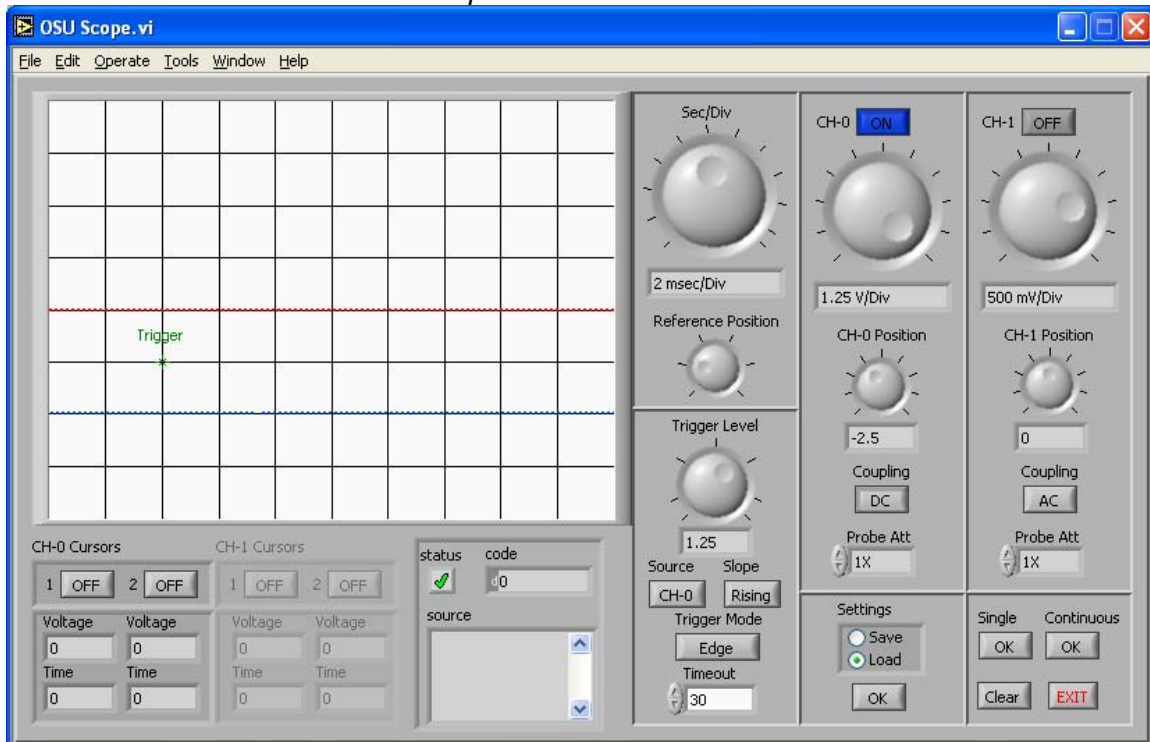 OSU Scope.vi
File Edit Operate Tools Window Help
Trigger
Sec/Div
2 msec/Div
Reference Position
Trigger Level
1.25
Source Slope
CH-0 Rising
Trigger Mode
Edge
Timeout
30
CH-0 ON
1.25 V/Div
CH-0 Position
-2.5
Coupling
DC
Probe Att
1X
CH-1 OFF
500 mV/Div
CH-1 Position
0
Coupling
AC
Probe Att
1X
CH-0 Cursors
1 OFF 2 OFF
Voltage Voltage
0 0
Time Time
0 0
CH-1 Cursors
1 OFF 2 OFF
Voltage Voltage
0 0
Time Time
0 0
status code
d0
source
Settings
Save
Load
OK
Single Continuous
OK OK
Clear EXIT